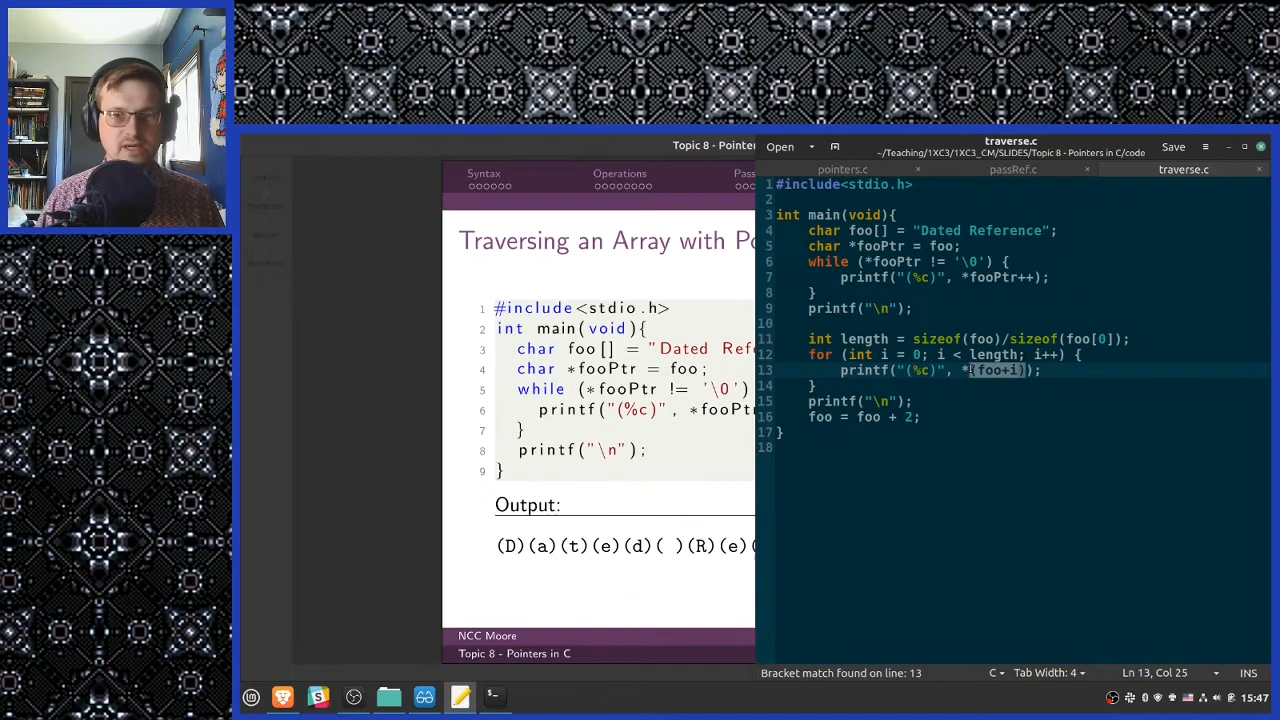 traverse.c
Open
~/Teaching/1XC3_CM/SLIDES/Topic 8 - Pointers in C/code
Save
pointers.c × passRef.c × traverse.c ×
1 #include<stdio.h>
2
3 int main(void){
4 char foo[] = "Dated Reference";
5 char *fooPtr = foo;
6 while (*fooPtr != '\0') {
7 printf("(%c)", *fooPtr++);
8 }
9 printf("\n");
10
11 int length = sizeof(foo)/sizeof(foo[0]);
12 for (int i = 0; i < length; i++) {
13 printf("(%c)", *(foo+i));
14 }
15 printf("\n");
16 foo = foo + 2;
17 }
18
Bracket match found on line: 13 C Tab Width: 4 Ln 13, Col 25 INS
Topic 8 - Pointers in C/code
Syntax Operations Pas
Traversing an Array with Po
1 #include<stdio.h>
2 int main(void){
3 char foo[] = "Dated Refe
4 char *fooPtr = foo;
5 while (*fooPtr != '\0')
6 printf("(%c)", *fooPt
7 }
8 printf("\n");
9 }
Output:
(D)(a)(t)(e)(d)( )(R)(e)(
NCC Moore
Topic 8 - Pointers in C
15:47